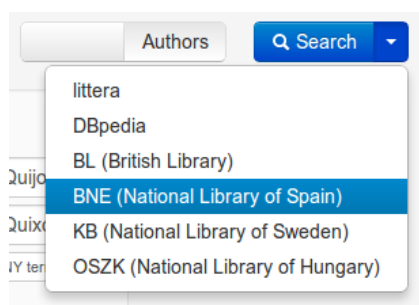 Authors
Search
littera
DBpedia
BL (British Library)
BNE (National Library of Spain)
KB (National Library of Sweden)
OSZK (National Library of Hungary)